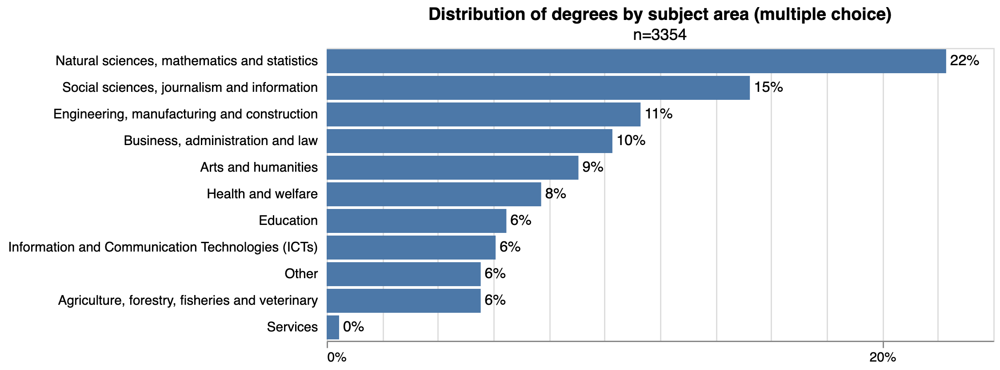 Distribution of degrees by subject area (multiple choice)
n=3354
Natural sciences, mathematics and statistics 22%
Social sciences, journalism and information 15%
Engineering, manufacturing and construction 11%
Business, administration and law 10%
Arts and humanities 9%
Health and welfare 8%
Education 6%
Information and Communication Technologies (ICTs) 6%
Other 6%
Agriculture, forestry, fisheries and veterinary 6%
Services 0%
0% 20%